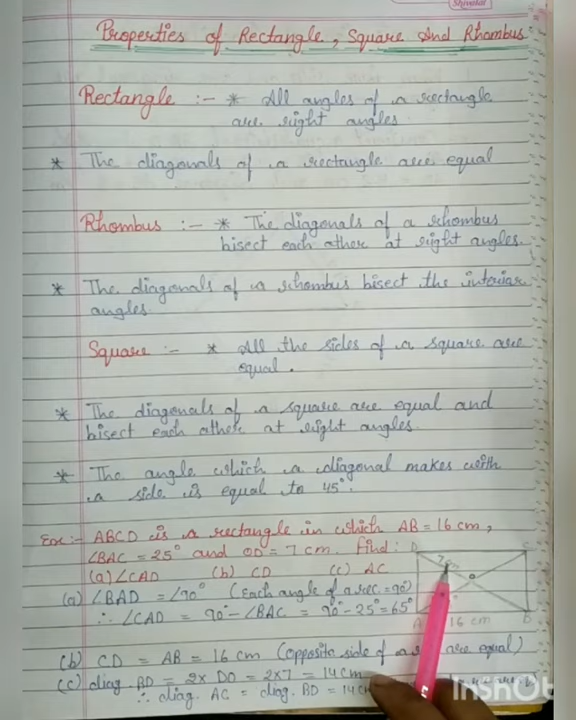 Shivalal
Properties of Rectangle, Square And Rhombus
Rectangle :- * All angles of a rectangle
are right angles.
* The diagonals of a rectangle are equal
Rhombus :- * The diagonals of a rhombus
bisect each other at right angles.
* The diagonals of a rhombus bisect the interior
angles.
Square :- * All the sides of a square are
equal.
* The diagonals of a square are equal and
bisect each other at right angles.
* The angle which a diagonal makes with
a side is equal to 45°.
Ex:- ABCD is a rectangle in which AB = 16 cm,
∠BAC = 25° and OD = 7 cm. Find :
(a) ∠CAD (b) CD (c) AC
D C
7cm
O
A B
16 cm
(a) ∠BAD = ∠90° (Each angle of a rec. = 90°)
∴ ∠CAD = 90° - ∠BAC = 90° - 25° = 65°
(b) CD = AB = 16 cm (Opposite side of a are equal)
(c) diag. BD = 2 x DO = 2x7 = 14 cm
∴ diag. AC = diag. BD = 14 cm
InShOt